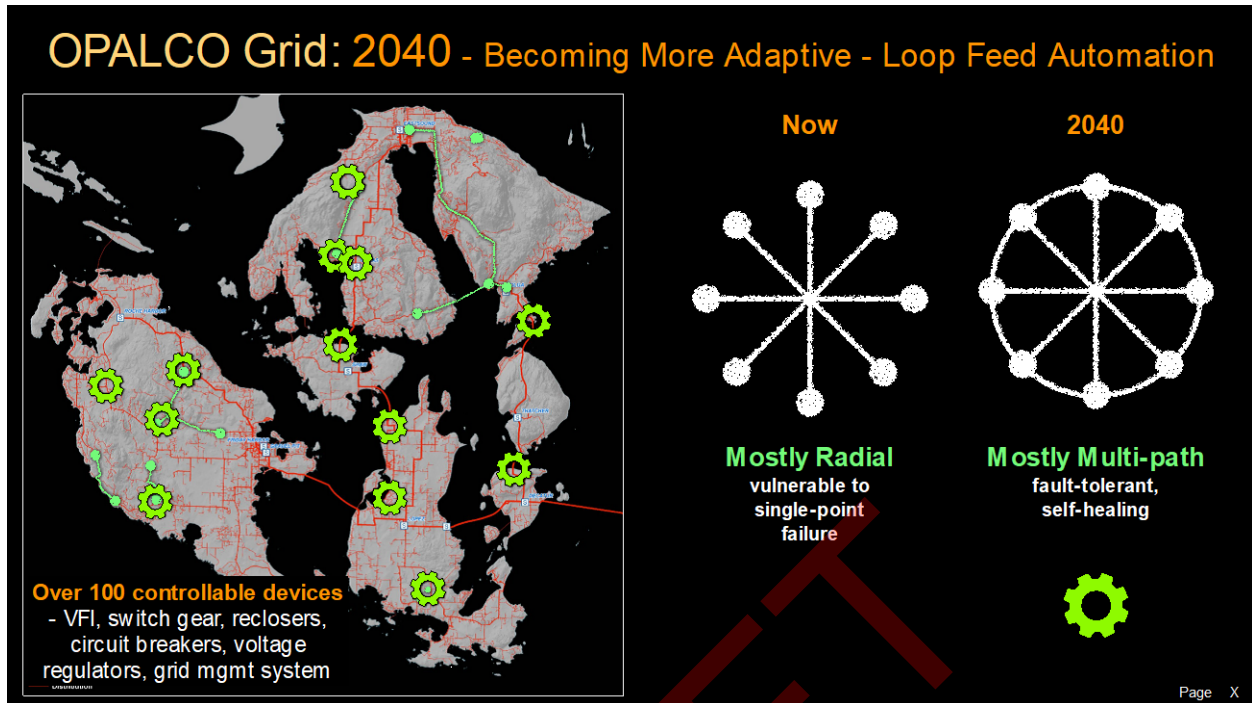 OPALCO Grid: 2040 - Becoming More Adaptive - Loop Feed Automation
Now
2040
Mostly Radial
vulnerable to
single-point
failure
Mostly Multi-path
fault-tolerant,
self-healing
Over 100 controllable devices
- VFI, switch gear, reclosers,
circuit breakers, voltage
regulators, grid mgmt system
Distribution
Page X